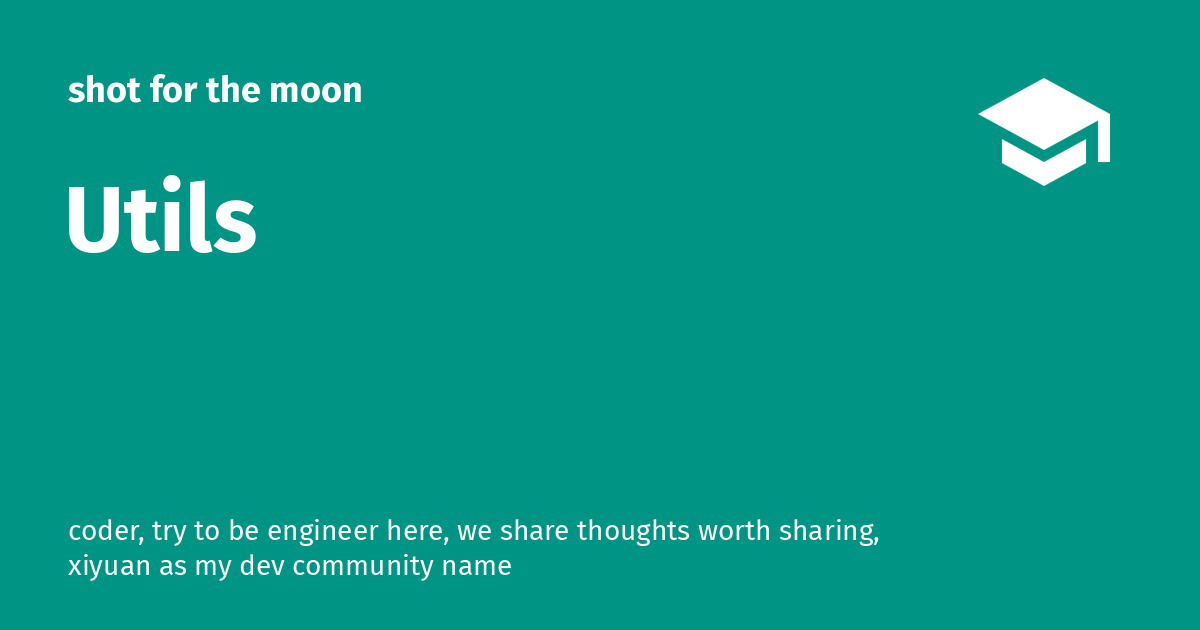 shot for the moon
Utils
coder, try to be engineer here, we share thoughts worth sharing,
xiyuan as my dev community name